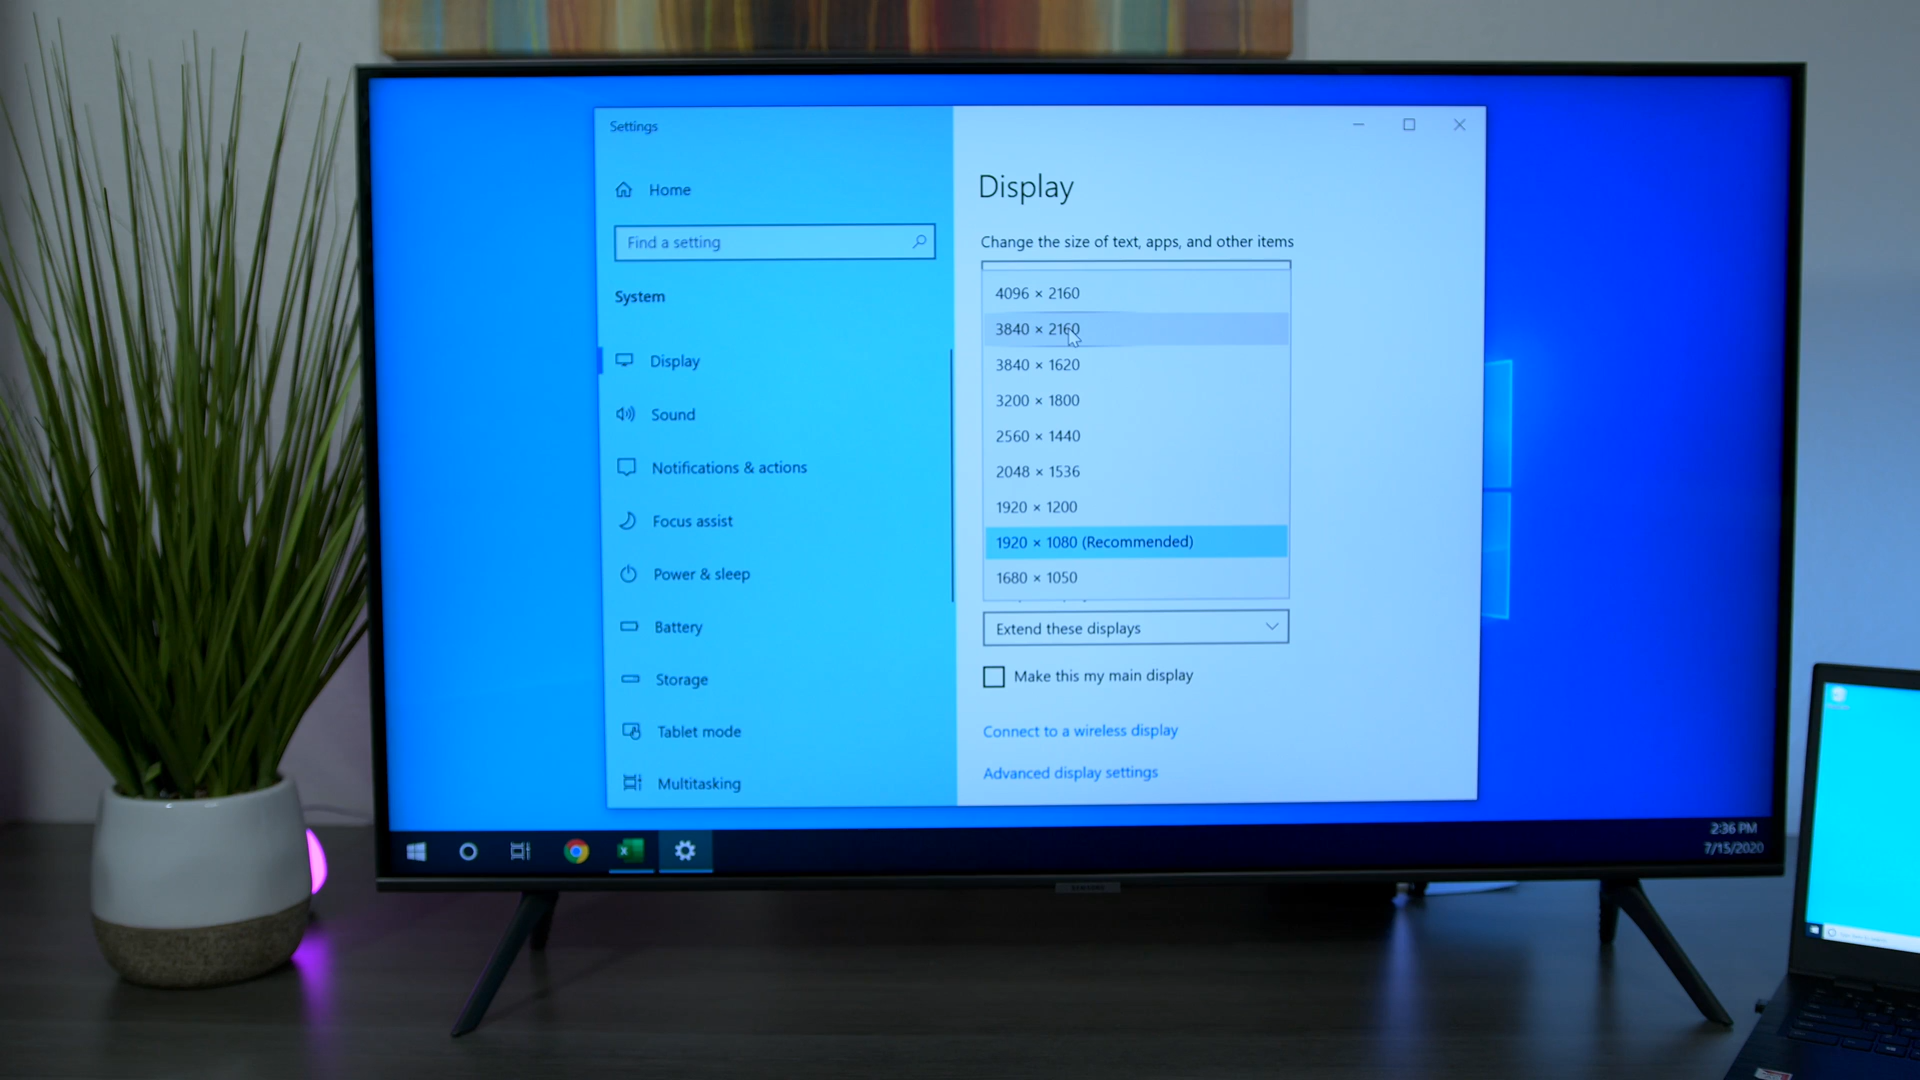 Settings
Home
Find a setting
System
Display
Sound
Notifications & actions
Focus assist
Power & sleep
Battery
Storage
Tablet mode
Multitasking
Display
Change the size of text, apps, and other items
4096 × 2160
3840 × 2160
3840 × 1620
3200 × 1800
2560 × 1440
2048 × 1536
1920 × 1200
1920 × 1080 (Recommended)
1680 × 1050
Extend these displays
Make this my main display
Connect to a wireless display
Advanced display settings
2:36 PM
7/15/2020
SAMSUNG